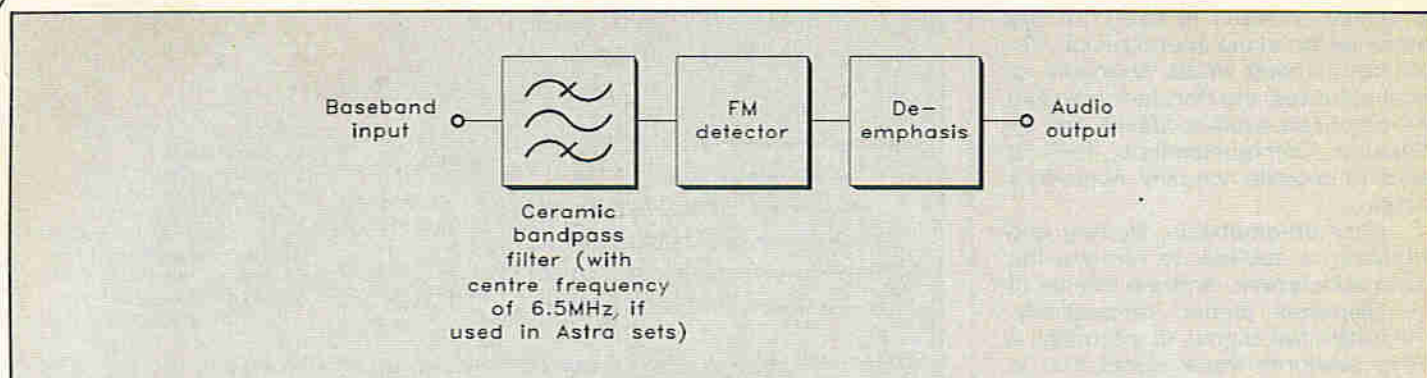 Baseband
input
FM
detector
De-
emphasis
Audio
output
Ceramic
bandpass
filter (with
centre frequency
of 6.5MHz, if
used in Astra sets)